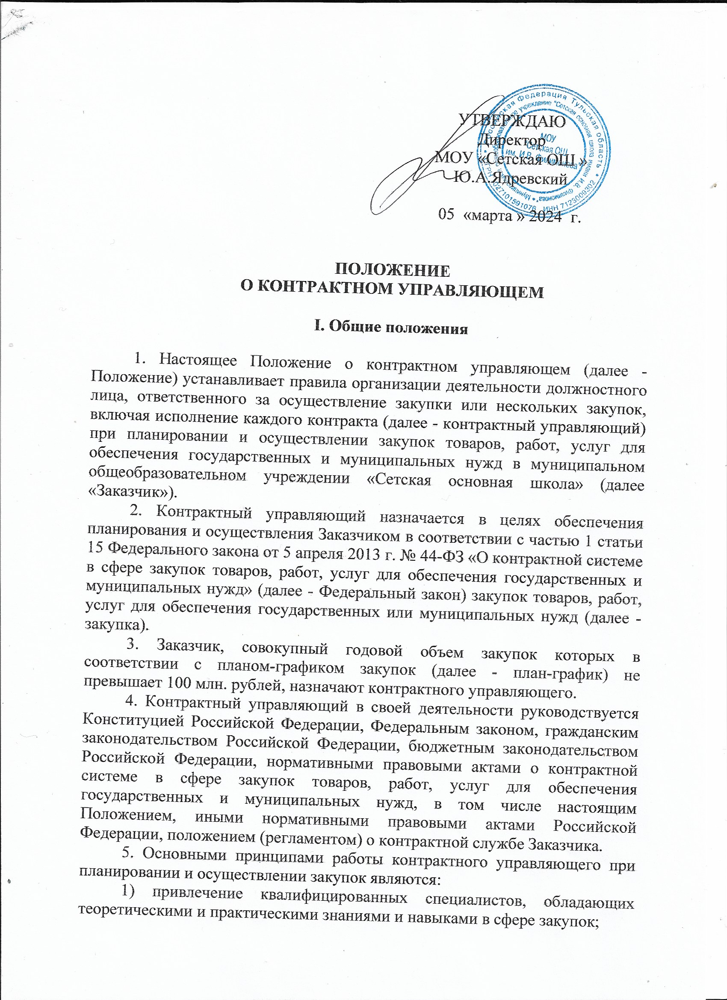 УТВЕРЖДАЮ
Директор
МОУ «Сетская ОШ »
Ю.А.Ядревский
05 «марта » 2024 г.
Российская Федерация Тульская область
Муниципальное общеобразовательное учреждение "Сетская основная школа имени И.В. Филимонова"
ИНН 7123009302
МОУ
"Сетская ОШ
им. И.В. Филимонова"
ПОЛОЖЕНИЕ
О КОНТРАКТНОМ УПРАВЛЯЮЩЕМ
I. Общие положения
1. Настоящее Положение о контрактном управляющем (далее -
Положение) устанавливает правила организации деятельности должностного
лица, ответственного за осуществление закупки или нескольких закупок,
включая исполнение каждого контракта (далее - контрактный управляющий)
при планировании и осуществлении закупок товаров, работ, услуг для
обеспечения государственных и муниципальных нужд в муниципальном
общеобразовательном учреждении «Сетская основная школа» (далее
«Заказчик»).
2. Контрактный управляющий назначается в целях обеспечения
планирования и осуществления Заказчиком в соответствии с частью 1 статьи
15 Федерального закона от 5 апреля 2013 г. № 44-ФЗ «О контрактной системе
в сфере закупок товаров, работ, услуг для обеспечения государственных и
муниципальных нужд» (далее - Федеральный закон) закупок товаров, работ,
услуг для обеспечения государственных или муниципальных нужд (далее -
закупка).
3. Заказчик, совокупный годовой объем закупок которых в
соответствии с планом-графиком закупок (далее - план-график) не
превышает 100 млн. рублей, назначают контрактного управляющего.
4. Контрактный управляющий в своей деятельности руководствуется
Конституцией Российской Федерации, Федеральным законом, гражданским
законодательством Российской Федерации, бюджетным законодательством
Российской Федерации, нормативными правовыми актами о контрактной
системе в сфере закупок товаров, работ, услуг для обеспечения
государственных и муниципальных нужд, в том числе настоящим
Положением, иными нормативными правовыми актами Российской
Федерации, положением (регламентом) о контрактной службе Заказчика.
5. Основными принципами работы контрактного управляющего при
планировании и осуществлении закупок являются:
1) привлечение квалифицированных специалистов, обладающих
теоретическими и практическими знаниями и навыками в сфере закупок;